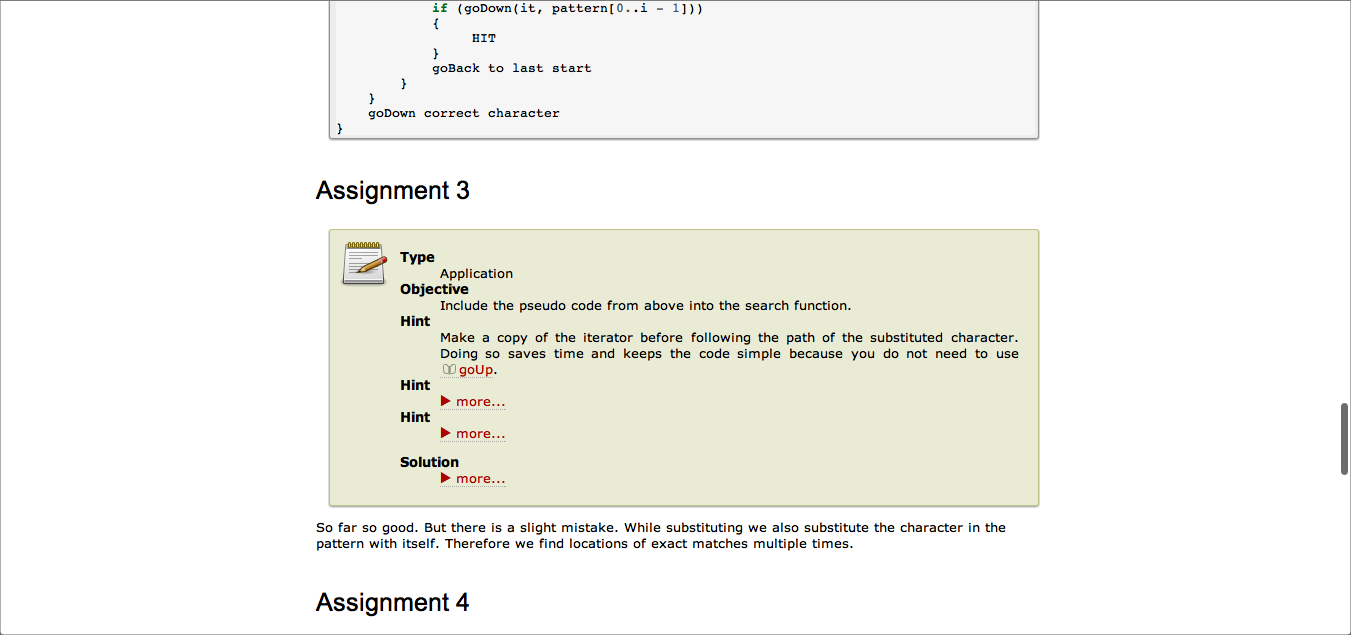 if (goDown(it, pattern[0..i - 1]))
{
HIT
}
goBack to last start
}
}
goDown correct character
}
Assignment 3
Type
Application
Objective
Include the pseudo code from above into the search function.
Hint
Make a copy of the iterator before following the path of the substituted character.
Doing so saves time and keeps the code simple because you do not need to use
goUp.
Hint
more...
Hint
more...
Solution
more...
So far so good. But there is a slight mistake. While substituting we also substitute the character in the
pattern with itself. Therefore we find locations of exact matches multiple times.
Assignment 4